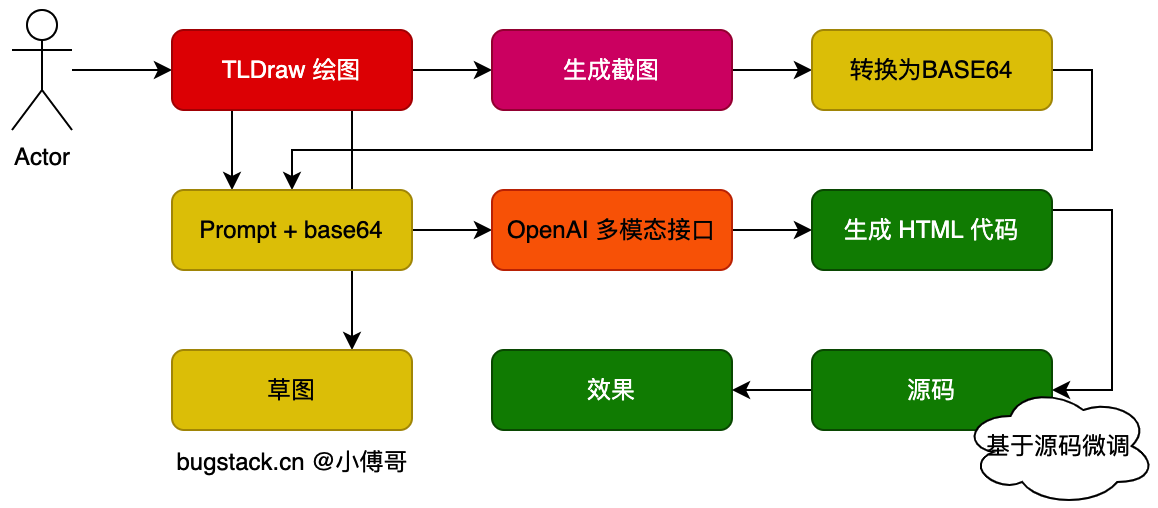 TLDraw 绘图
生成截图
转换为BASE64
Actor
Prompt + base64
OpenAI 多模态接口
生成 HTML 代码
草图
效果
源码
基于源码微调
bugstack.cn @小傅哥